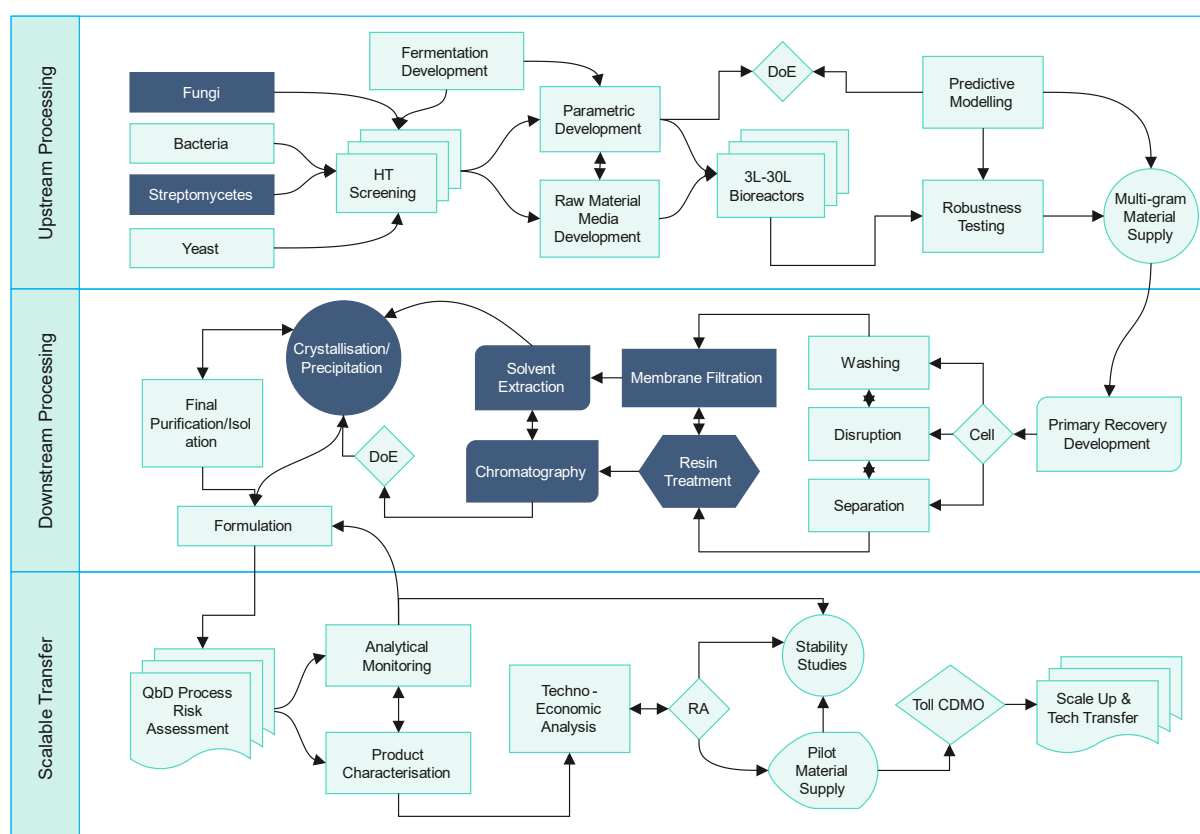 Upstream Processing
Fermentation
Development
Fungi
Bacteria
Streptomycetes
Yeast
HT
Screening
Parametric
Development
Raw Material
Media
Development
DoE
3L-30L
Bioreactors
Predictive
Modelling
Robustness
Testing
Multi-gram
Material
Supply
Downstream Processing
Crystallisation/
Precipitation
Final
Purification/Isol
ation
DoE
Formulation
Solvent
Extraction
Chromatography
Membrane Filtration
Resin
Treatment
Washing
Disruption
Separation
Cell
Primary Recovery
Development
Scalable Transfer
QbD Process
Risk
Assessment
Analytical
Monitoring
Product
Characterisation
Techno -
Economic
Analysis
RA
Stability
Studies
Pilot
Material
Supply
Toll CDMO
Scale Up &
Tech Transfer